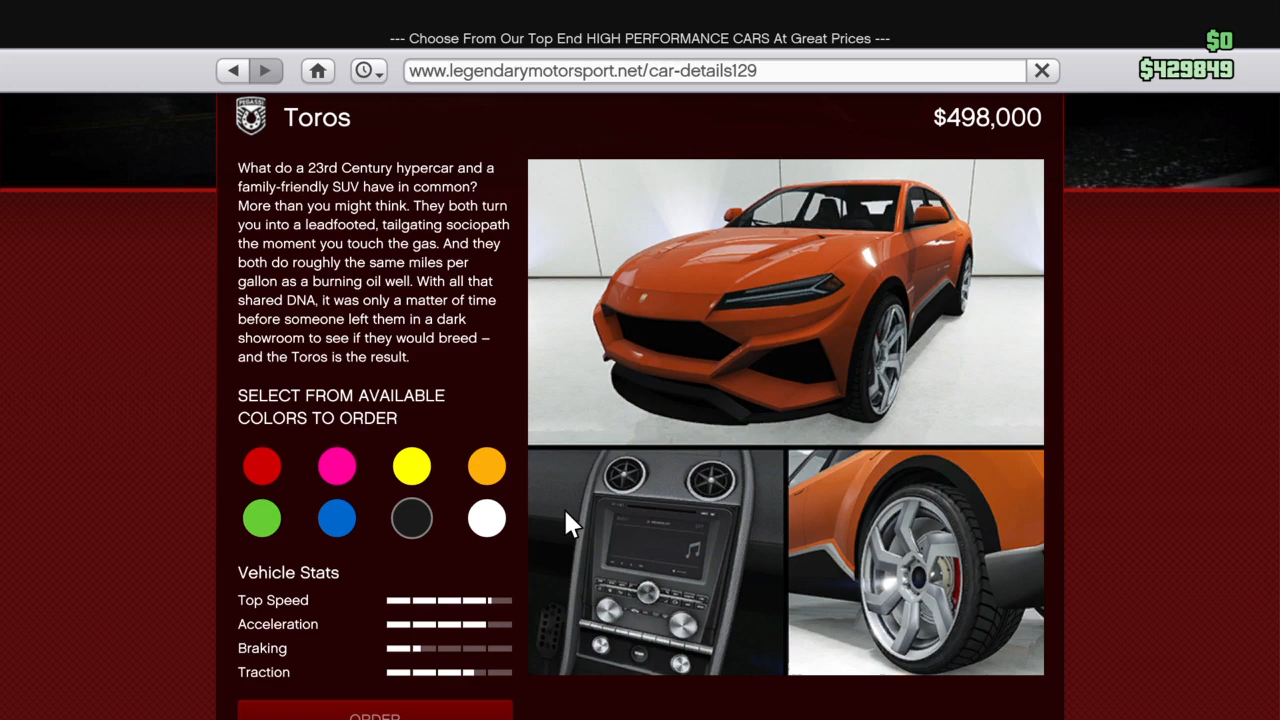 --- Choose From Our Top End HIGH PERFORMANCE CARS At Great Prices ---
$0
$429849
www.legendarymotorsport.net/car-details129
PEGASSI
Toros
$498,000
What do a 23rd Century hypercar and a
family-friendly SUV have in common?
More than you might think. They both turn
you into a leadfooted, tailgating sociopath
the moment you touch the gas. And they
both do roughly the same miles per
gallon as a burning oil well. With all that
shared DNA, it was only a matter of time
before someone left them in a dark
showroom to see if they would breed –
and the Toros is the result.
SELECT FROM AVAILABLE
COLORS TO ORDER
Vehicle Stats
Top Speed
Acceleration
Braking
Traction
ORDER